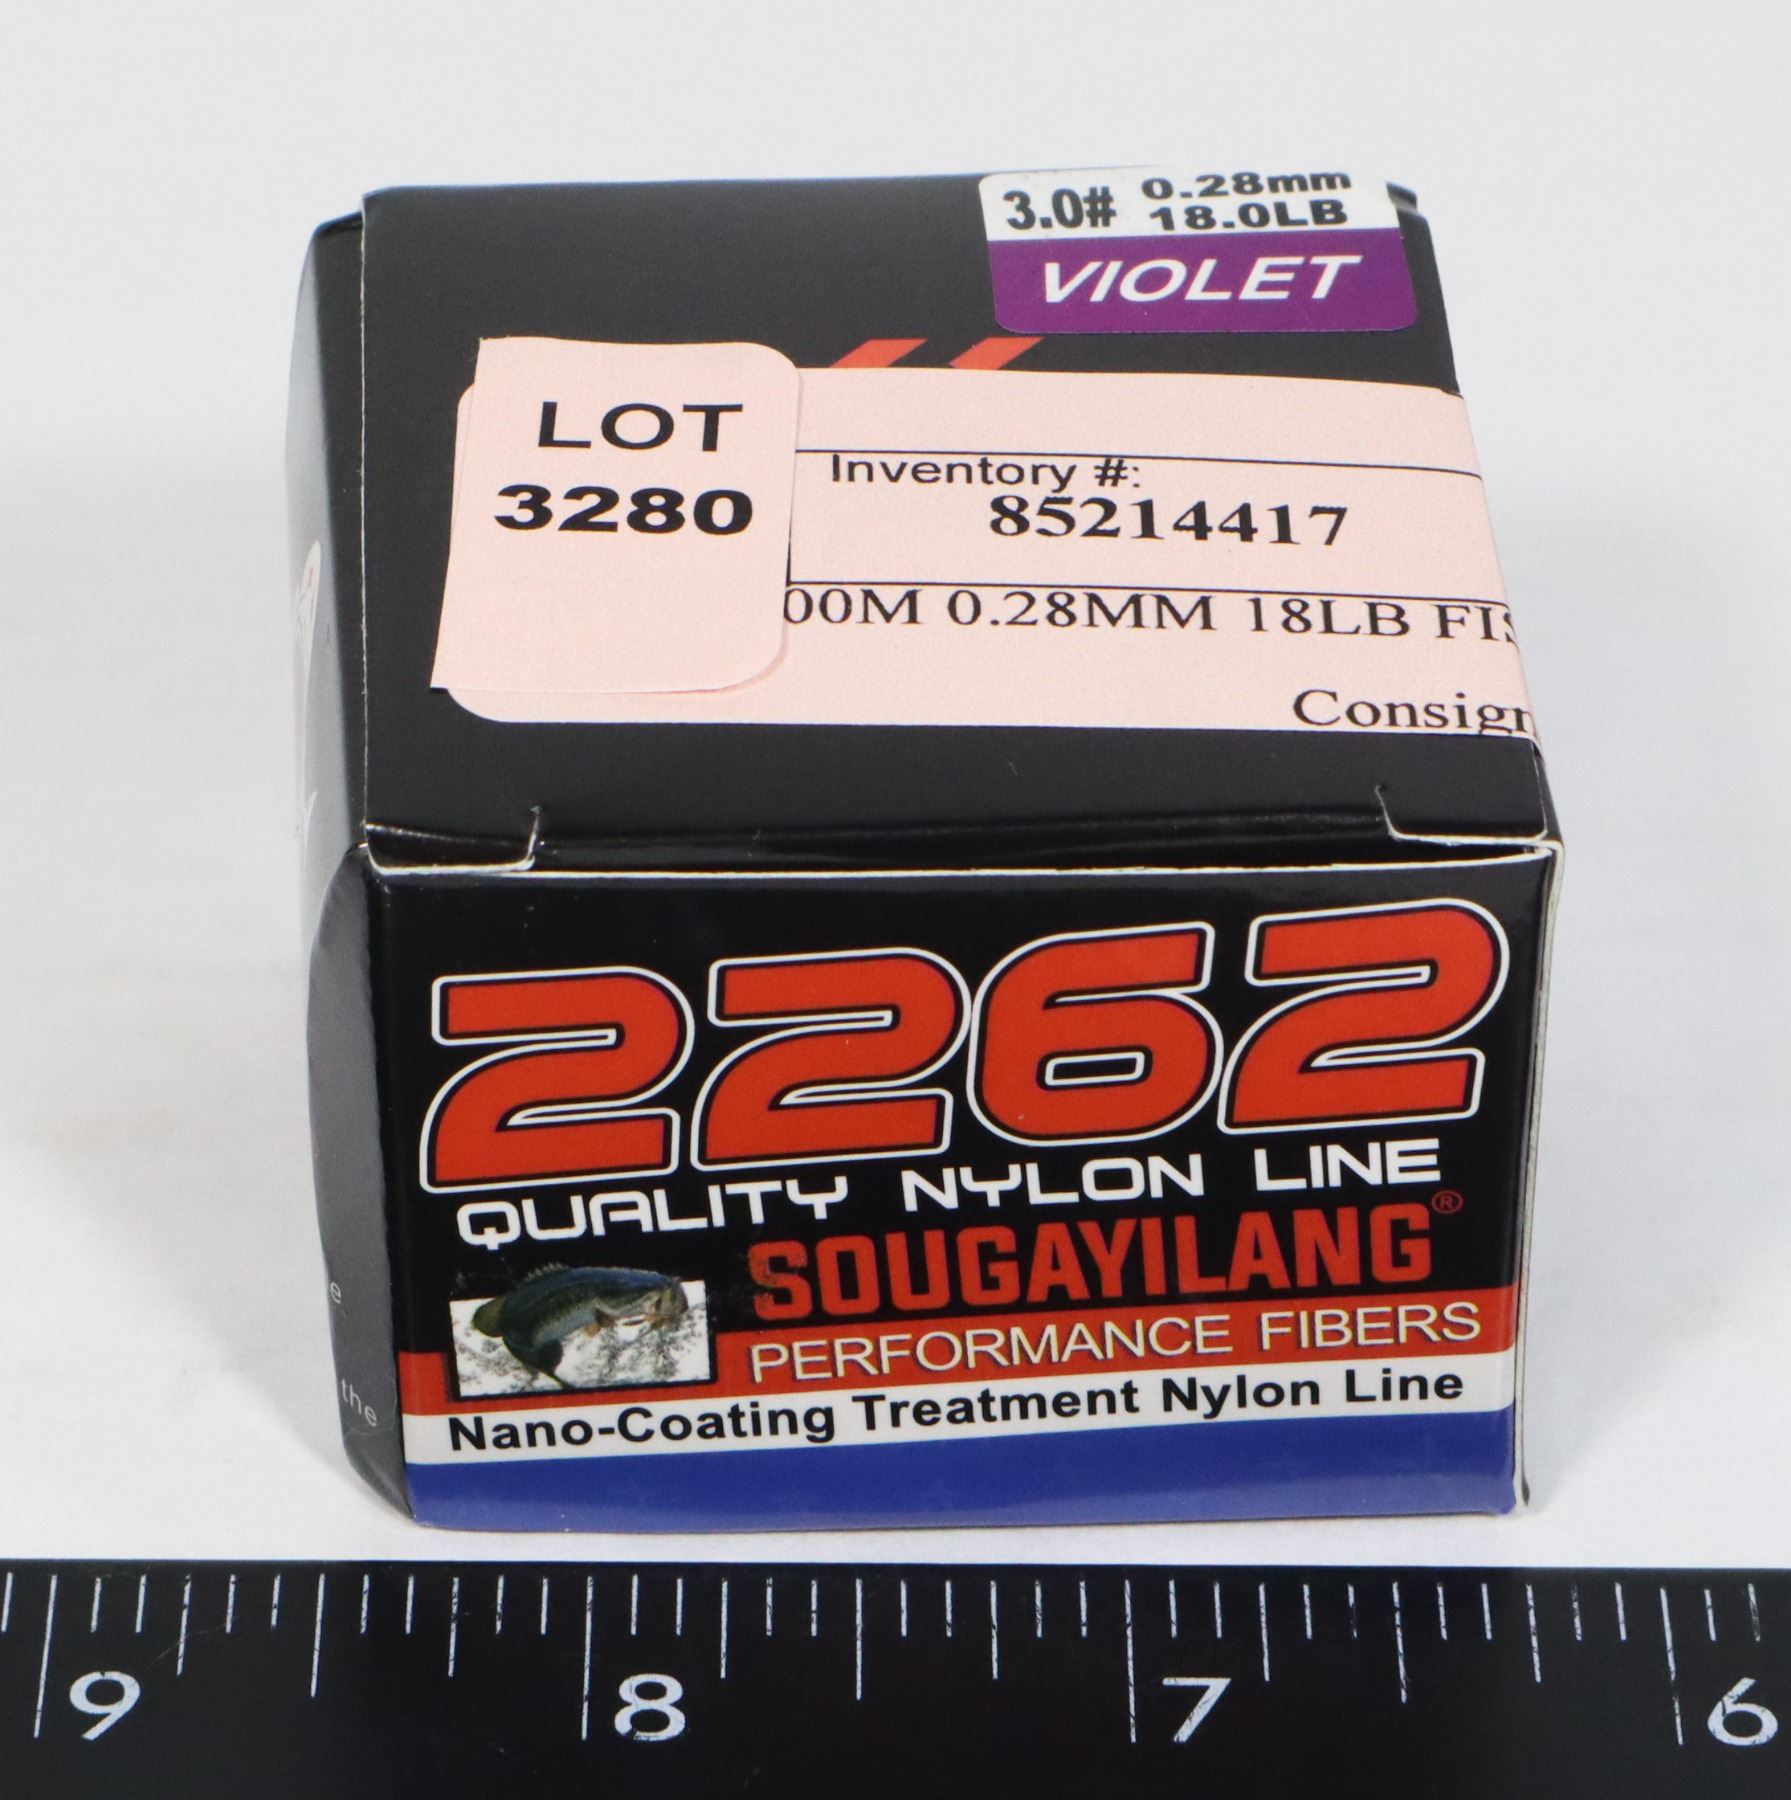 3.0# 0.28mm
18.0LB
VIOLET
LOT
3280
Inventory #:
85214417
00M 0.28MM 18LB FIS
Consign
2262
QUALITY NYLON LINE
SOUGAYILANG®
PERFORMANCE FIBERS
Nano-Coating Treatment Nylon Line
e
the
9 8 7 6